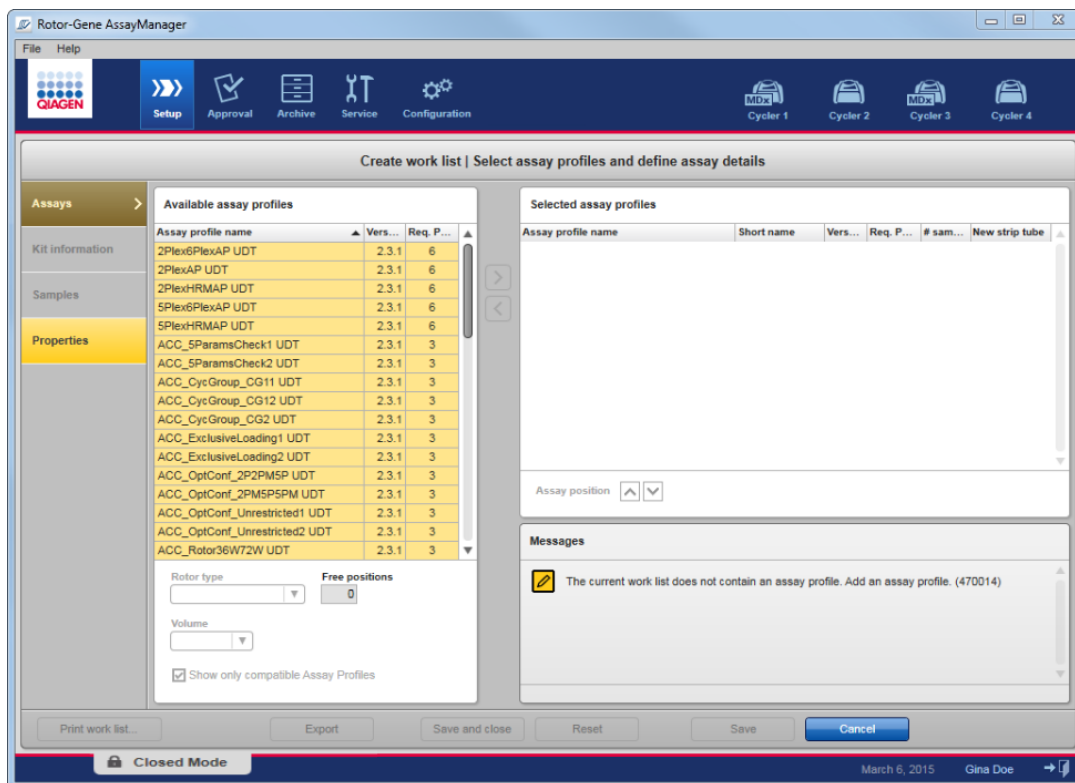 Rotor-Gene AssayManager
File Help
QIAGEN
Setup
Approval
Archive
Service
Configuration
MDx
Cycler 1
Cycler 2
MDx
Cycler 3
Cycler 4
Create work list | Select assay profiles and define assay details
Assays
Kit information
Samples
Properties
Available assay profiles
Assay profile name Vers... Req. P...
2Plex6PlexAP UDT 2.3.1 6
2PlexAP UDT 2.3.1 6
2PlexHRMAP UDT 2.3.1 6
5Plex6PlexAP UDT 2.3.1 6
5PlexHRMAP UDT 2.3.1 6
ACC_5ParamsCheck1 UDT 2.3.1 3
ACC_5ParamsCheck2 UDT 2.3.1 3
ACC_CycGroup_CG11 UDT 2.3.1 3
ACC_CycGroup_CG12 UDT 2.3.1 3
ACC_CycGroup_CG2 UDT 2.3.1 3
ACC_ExclusiveLoading1 UDT 2.3.1 3
ACC_ExclusiveLoading2 UDT 2.3.1 3
ACC_OptConf_2P2PM5P UDT 2.3.1 3
ACC_OptConf_2PM5P5PM UDT 2.3.1 3
ACC_OptConf_Unrestricted1 UDT 2.3.1 3
ACC_OptConf_Unrestricted2 UDT 2.3.1 3
ACC_Rotor36W72W UDT 2.3.1 3
Rotor type
Free positions
0
Volume
Show only compatible Assay Profiles
Selected assay profiles
Assay profile name Short name Vers... Req. P... # sam... New strip tube
Assay position
Messages
The current work list does not contain an assay profile. Add an assay profile. (470014)
Print work list...
Export
Save and close
Reset
Save
Cancel
Closed Mode
March 6, 2015
Gina Doe